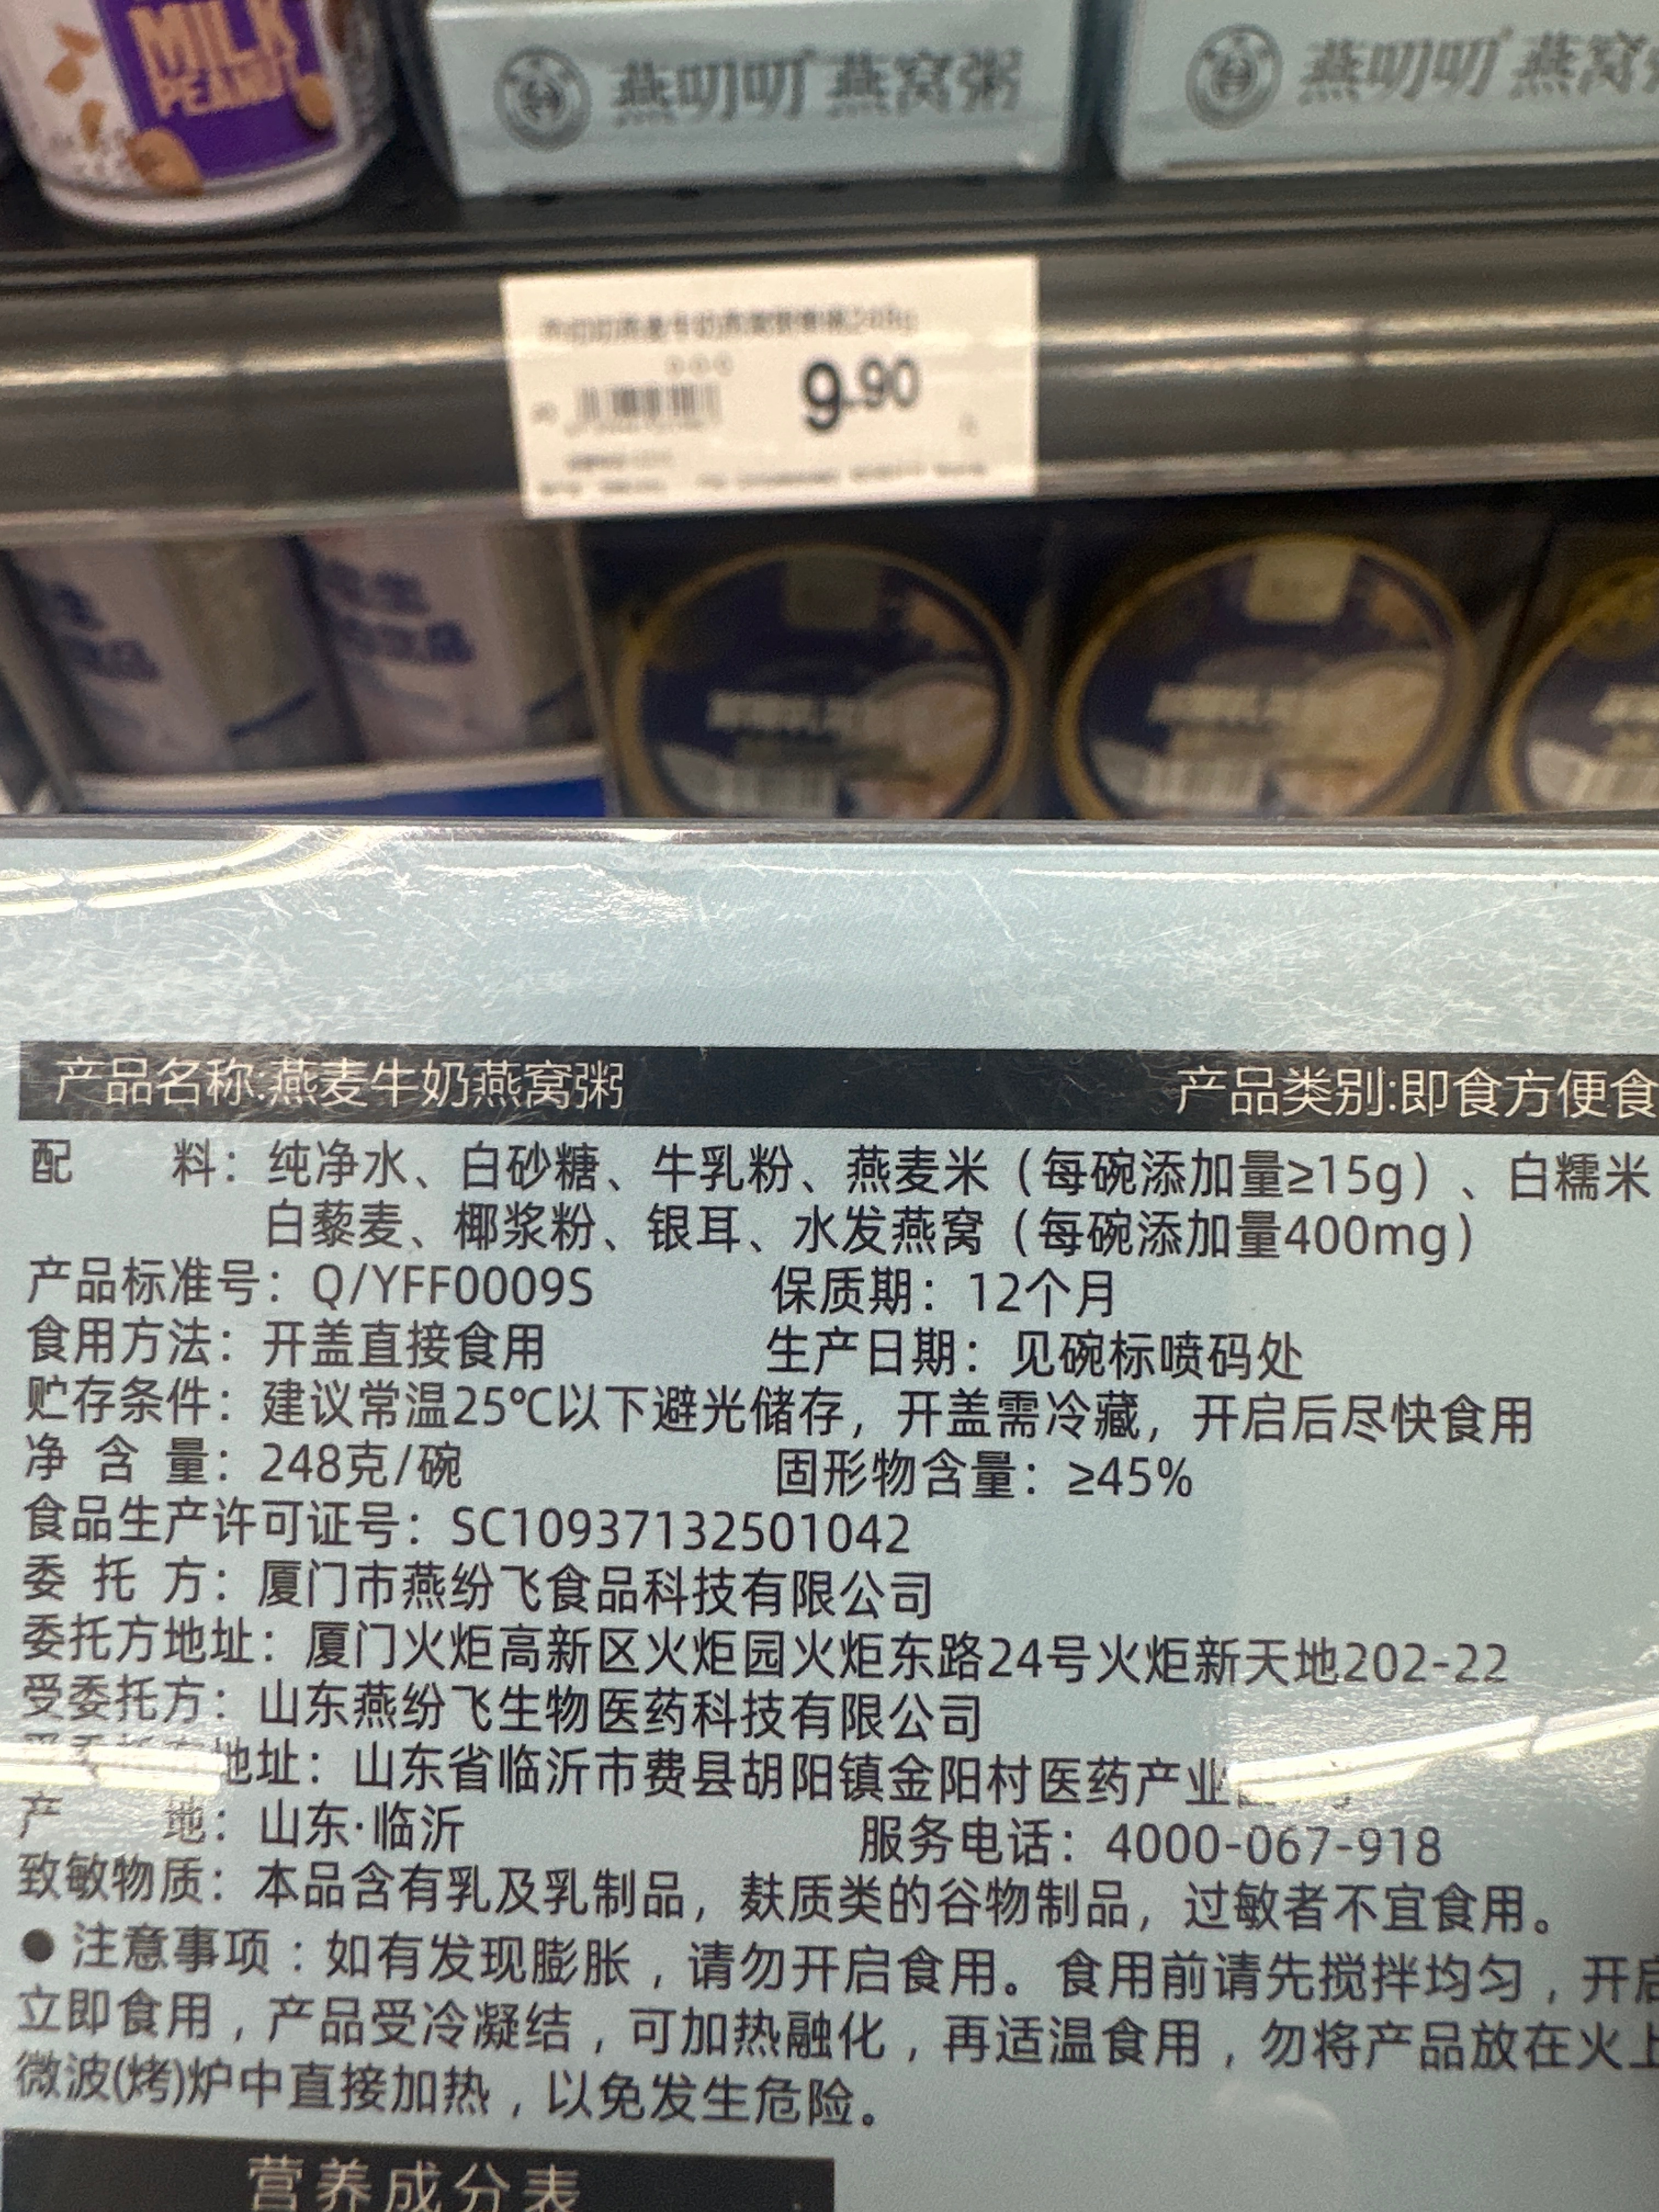 MILK
PEANUT
燕叨叨 燕窝粥
燕叨叨 燕窝
9.90
产品名称:燕麦牛奶燕窝粥 产品类别:即食方便食
配 料：纯净水、白砂糖、牛乳粉、燕麦米（每碗添加量≥15g）、白糯米
白藜麦、椰浆粉、银耳、水发燕窝（每碗添加量400mg）
产品标准号：Q/YFF0009S 保质期：12个月
食用方法：开盖直接食用 生产日期：见碗标喷码处
贮存条件：建议常温25℃以下避光储存，开盖需冷藏，开启后尽快食用
净 含 量：248克/碗 固形物含量：≥45%
食品生产许可证号：SC10937132501042
委 托 方：厦门市燕纷飞食品科技有限公司
委托方地址：厦门火炬高新区火炬园火炬东路24号火炬新天地202-22
受委托方：山东燕纷飞生物医药科技有限公司
受委托方地址：山东省临沂市费县胡阳镇金阳村医药产业
产 地：山东·临沂 服务电话：4000-067-918
致敏物质：本品含有乳及乳制品，麸质类的谷物制品，过敏者不宜食用。
●注意事项：如有发现膨胀，请勿开启食用。食用前请先搅拌均匀，开启
立即食用，产品受冷凝结，可加热融化，再适温食用，勿将产品放在火上
微波(烤)炉中直接加热，以免发生危险。
营养成分表